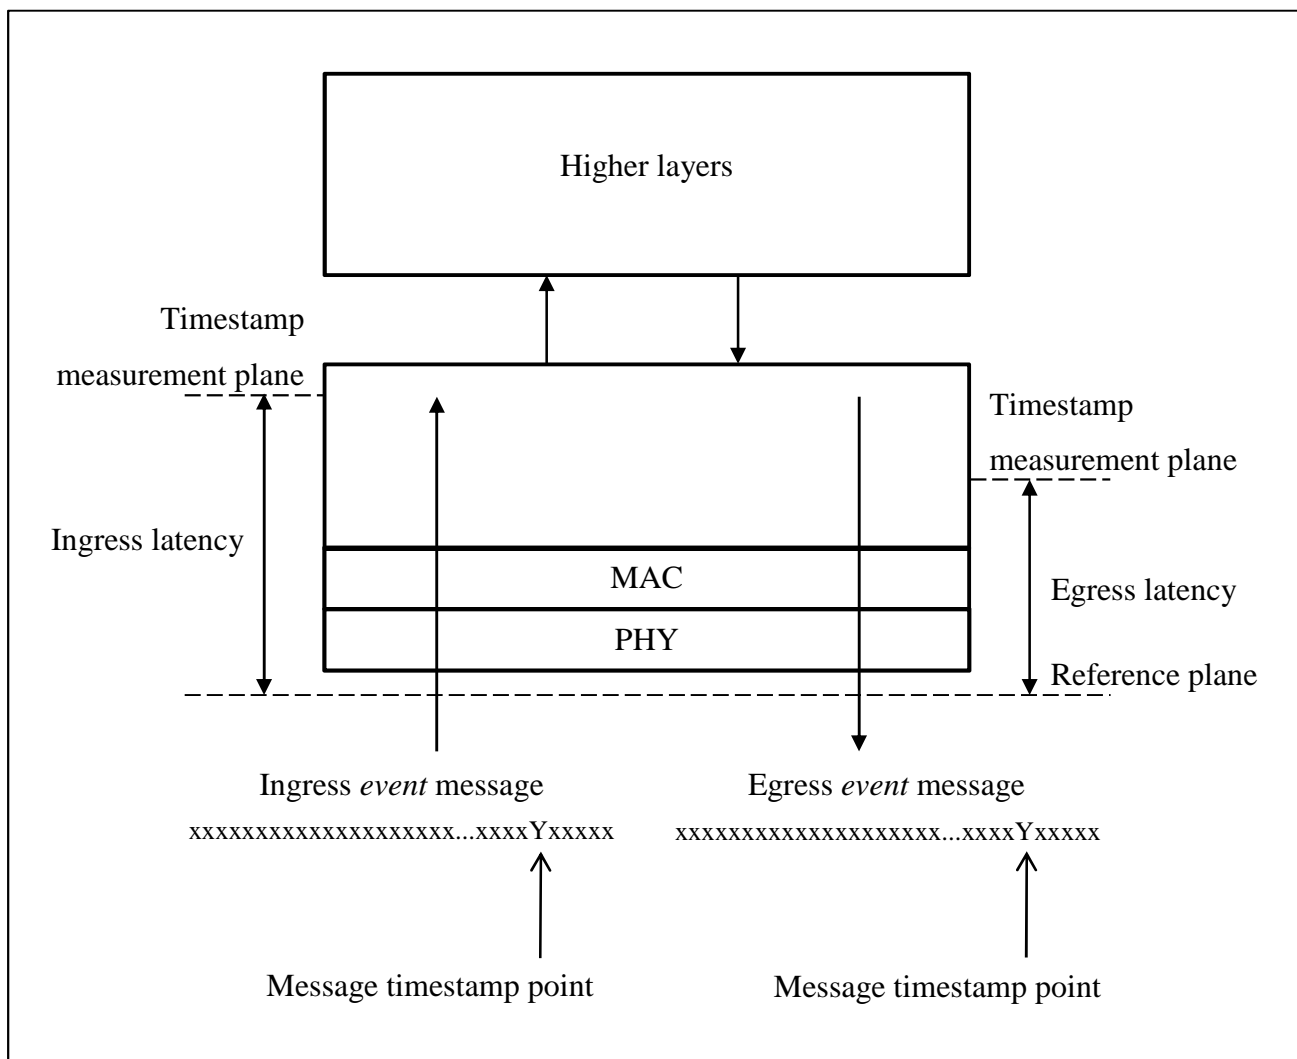 Higher layers
Timestamp
measurement plane
Timestamp
measurement plane
Ingress latency
MAC
Egress latency
PHY
Reference plane
Ingress event message
Egress event message
xxxxxxxxxxxxxxxxxxxx...xxxxYxxxxx
xxxxxxxxxxxxxxxxxxxx...xxxxYxxxxx
Message timestamp point
Message timestamp point